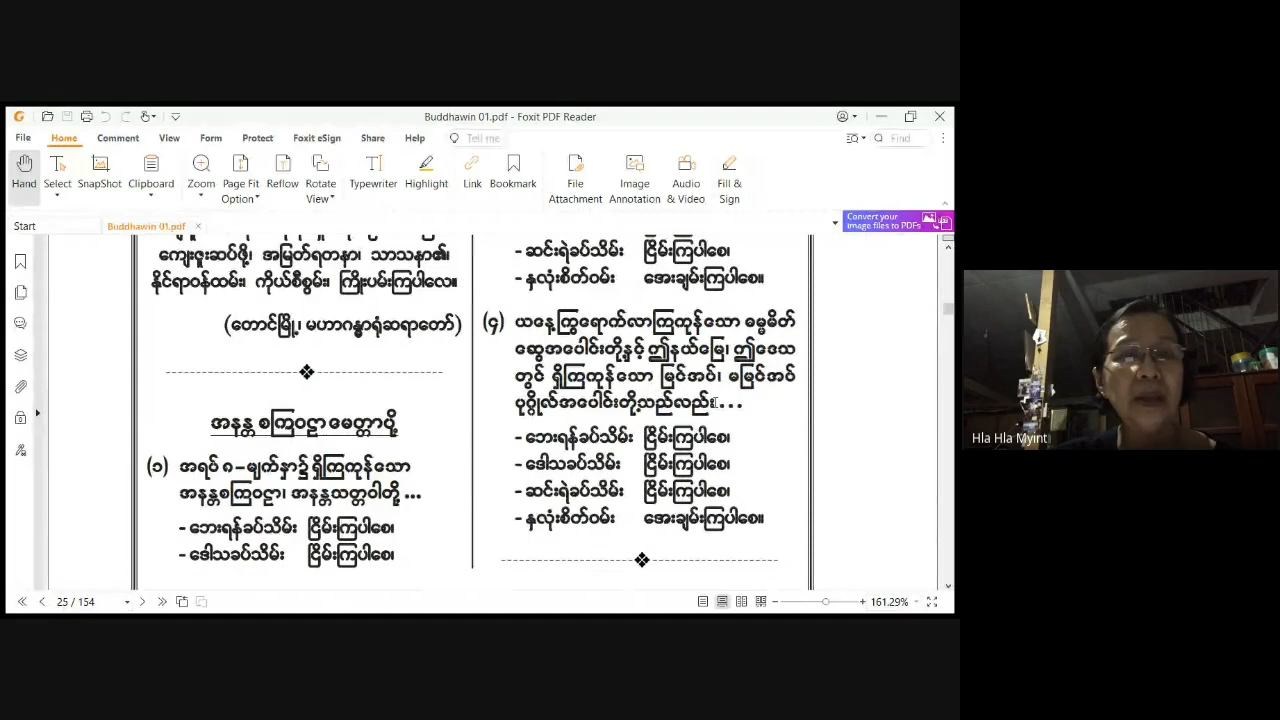 Buddhawin 01.pdf - Foxit PDF Reader
File Home Comment View Form Protect Foxit eSign Share Help Tell me Find
Hand Select SnapShot Clipboard Zoom Page Fit Option Reflow Rotate View Typewriter Highlight Link Bookmark File Attachment Image Annotation Audio & Video Fill & Sign
Start Buddhawin 01.pdf
Convert your
image files to PDFs
ကျေးဇူးဆပ်ဖို့၊ အမြတ်ရတနာ၊ သာသနာ၏၊
နိုင်ရာဝန်ထမ်း၊ ကိုယ်စီစွမ်း၊ ကြိုးပမ်းကြပါလေ။
(တောင်မြို့၊ မဟာဂန္ဓာရုံဆရာတော်)
အနန္တ စကြဝဠာ မေတ္တာပို့
(၁) အရပ် ၈ – မျက်နှာ၌ ရှိကြကုန်သော
အနန္တစကြဝဠာ၊ အနန္တသတ္တဝါတို့ ...
- ဘေးရန်ခပ်သိမ်း ငြိမ်းကြပါစေ၊
- ဒေါသခပ်သိမ်း ငြိမ်းကြပါစေ၊
- ဆင်းရဲခပ်သိမ်း ငြိမ်းကြပါစေ၊
- နှလုံးစိတ်ဝမ်း အေးချမ်းကြပါစေ။
(၄) ယနေ့ကြွရောက်လာကြကုန်သော ဓမ္မမိတ်
ဆွေအပေါင်းတို့နှင့် ဤနယ်မြေ၊ ဤဒေသ
တွင် ရှိကြကုန်သော မြင်အပ်၊ မမြင်အပ်
ပုဂ္ဂိုလ်အပေါင်းတို့သည်လည်း ...
- ဘေးရန်ခပ်သိမ်း ငြိမ်းကြပါစေ၊
- ဒေါသခပ်သိမ်း ငြိမ်းကြပါစေ၊
- ဆင်းရဲခပ်သိမ်း ငြိမ်းကြပါစေ၊
- နှလုံးစိတ်ဝမ်း အေးချမ်းကြပါစေ။
25 / 154
161.29%
Hla Hla Myint